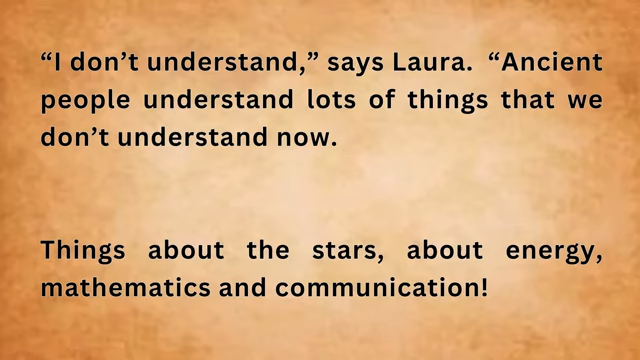 “I don’t understand,” says Laura.  “Ancient
people understand lots of things that we
don’t understand now.
Things about the stars, about energy,
mathematics and communication!